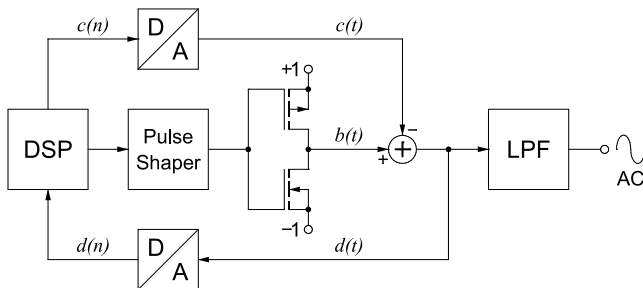 c(n)
D
A
c(t)
+1
−
DSP
Pulse
Shaper
b(t)
+
LPF
AC
−1
d(n)
D
A
d(t)